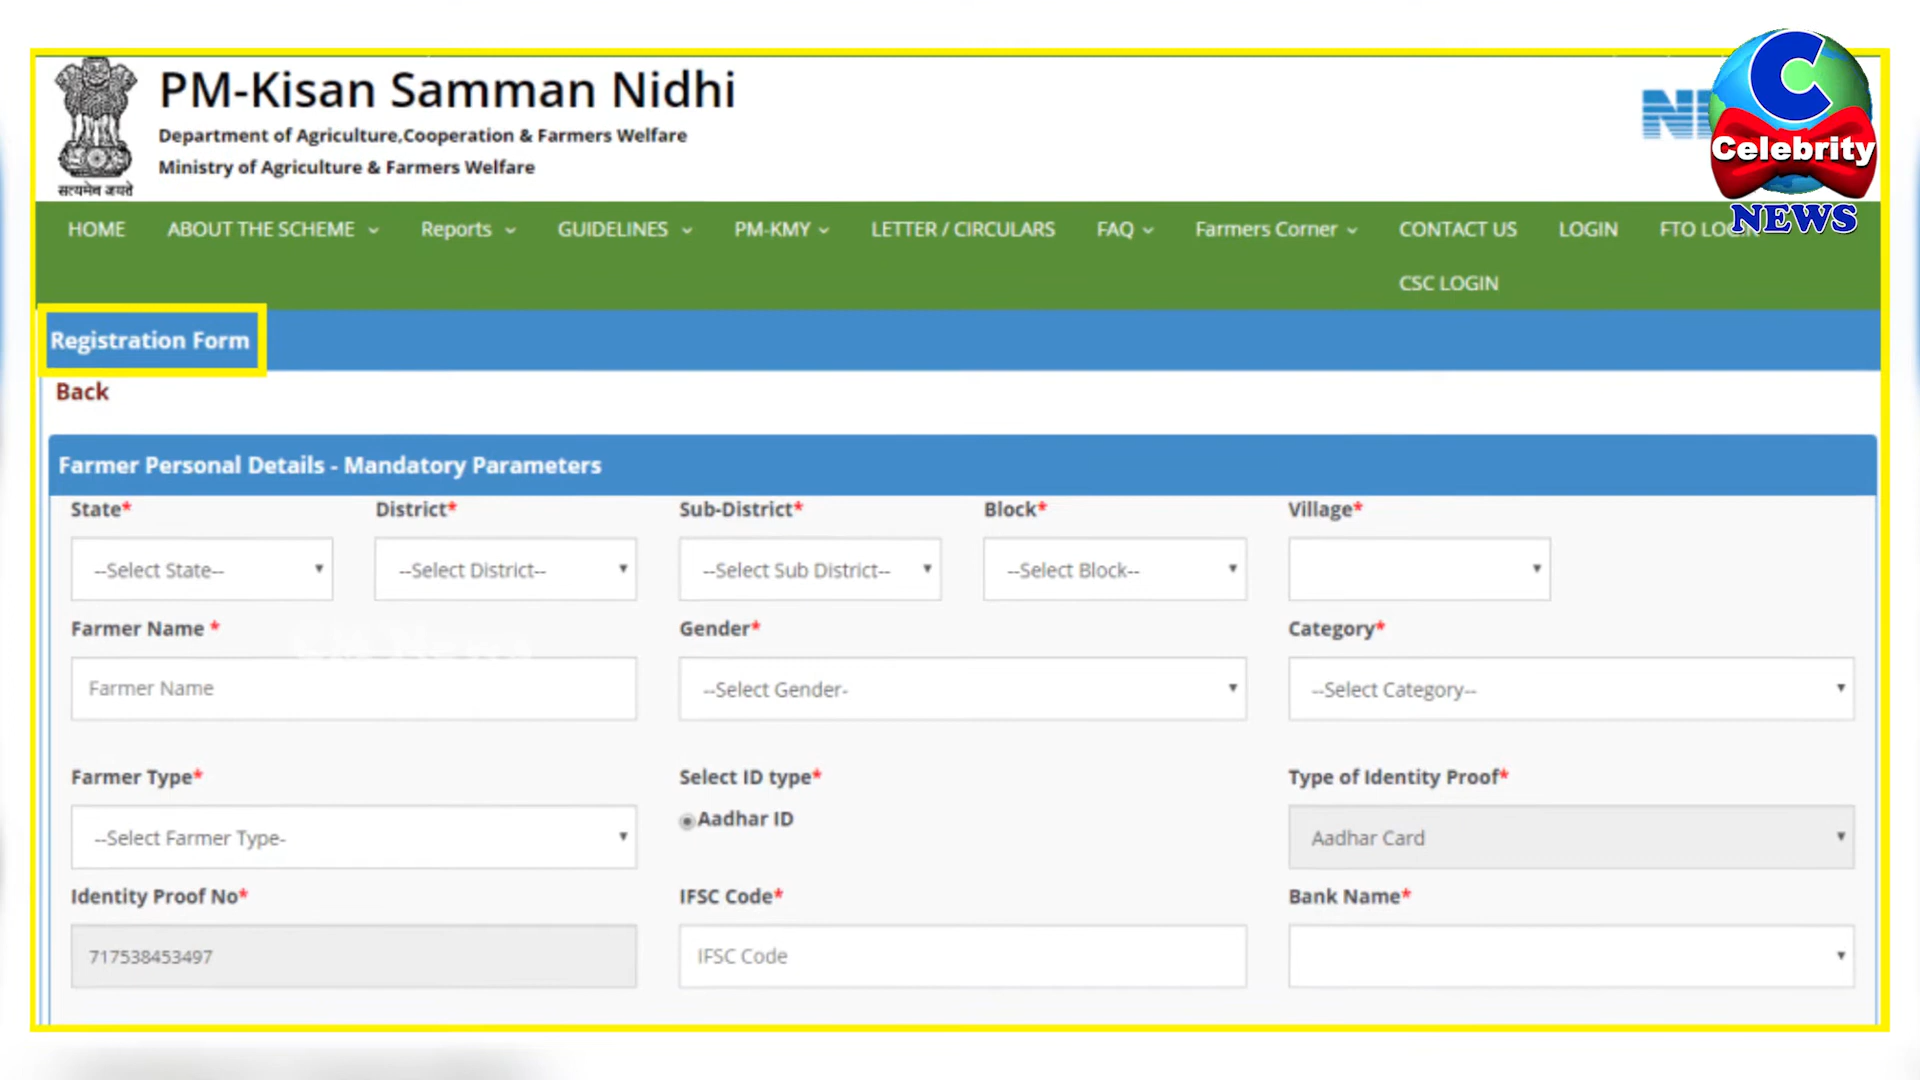 PM-Kisan Samman Nidhi
Department of Agriculture,Cooperation & Farmers Welfare
Ministry of Agriculture & Farmers Welfare
सत्यमेव जयते
Celebrity
NEWS
HOME ABOUT THE SCHEME Reports GUIDELINES PM-KMY LETTER / CIRCULARS FAQ Farmers Corner CONTACT US LOGIN FTO
CSC LOGIN
Registration Form
Back
Farmer Personal Details - Mandatory Parameters
State* District* Sub-District* Block* Village*
--Select State-- --Select District-- --Select Sub District-- --Select Block--
Farmer Name * Gender* Category*
Farmer Name --Select Gender- --Select Category--
Farmer Type* Select ID type* Type of Identity Proof*
--Select Farmer Type- Aadhar ID Aadhar Card
Identity Proof No* IFSC Code* Bank Name*
717538453497 IFSC Code